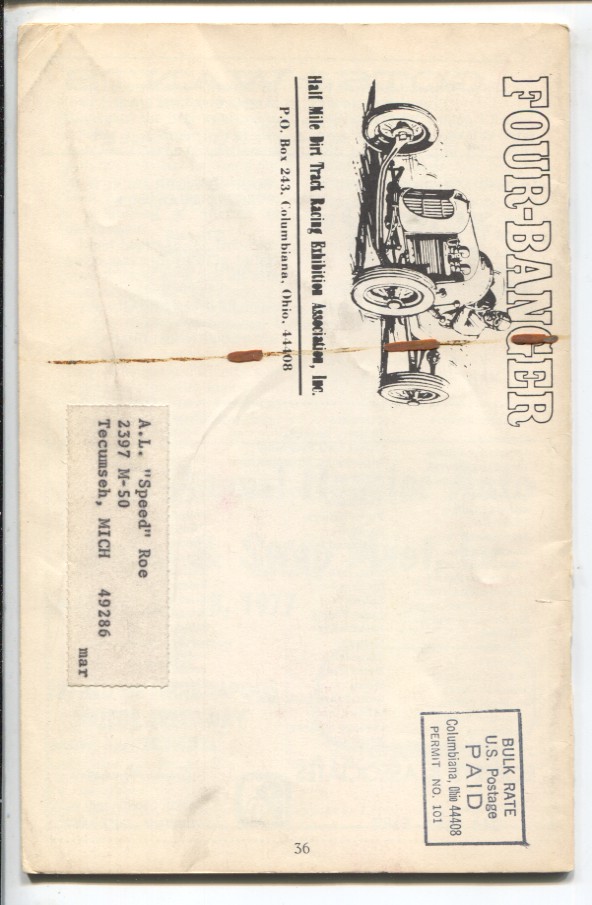 FOUR-BANGER
Half Mile Dirt Track Racing Exhibition Association, Inc.
P.O. Box 243, Columbiana, Ohio, 44408
BULK RATE
U.S. Postage
PAID
Columbiana, Ohio 44408
PERMIT NO. 101
A.L. "Speed" Roe
2397 M-50
Tecumseh, MICH 49286
mar
36